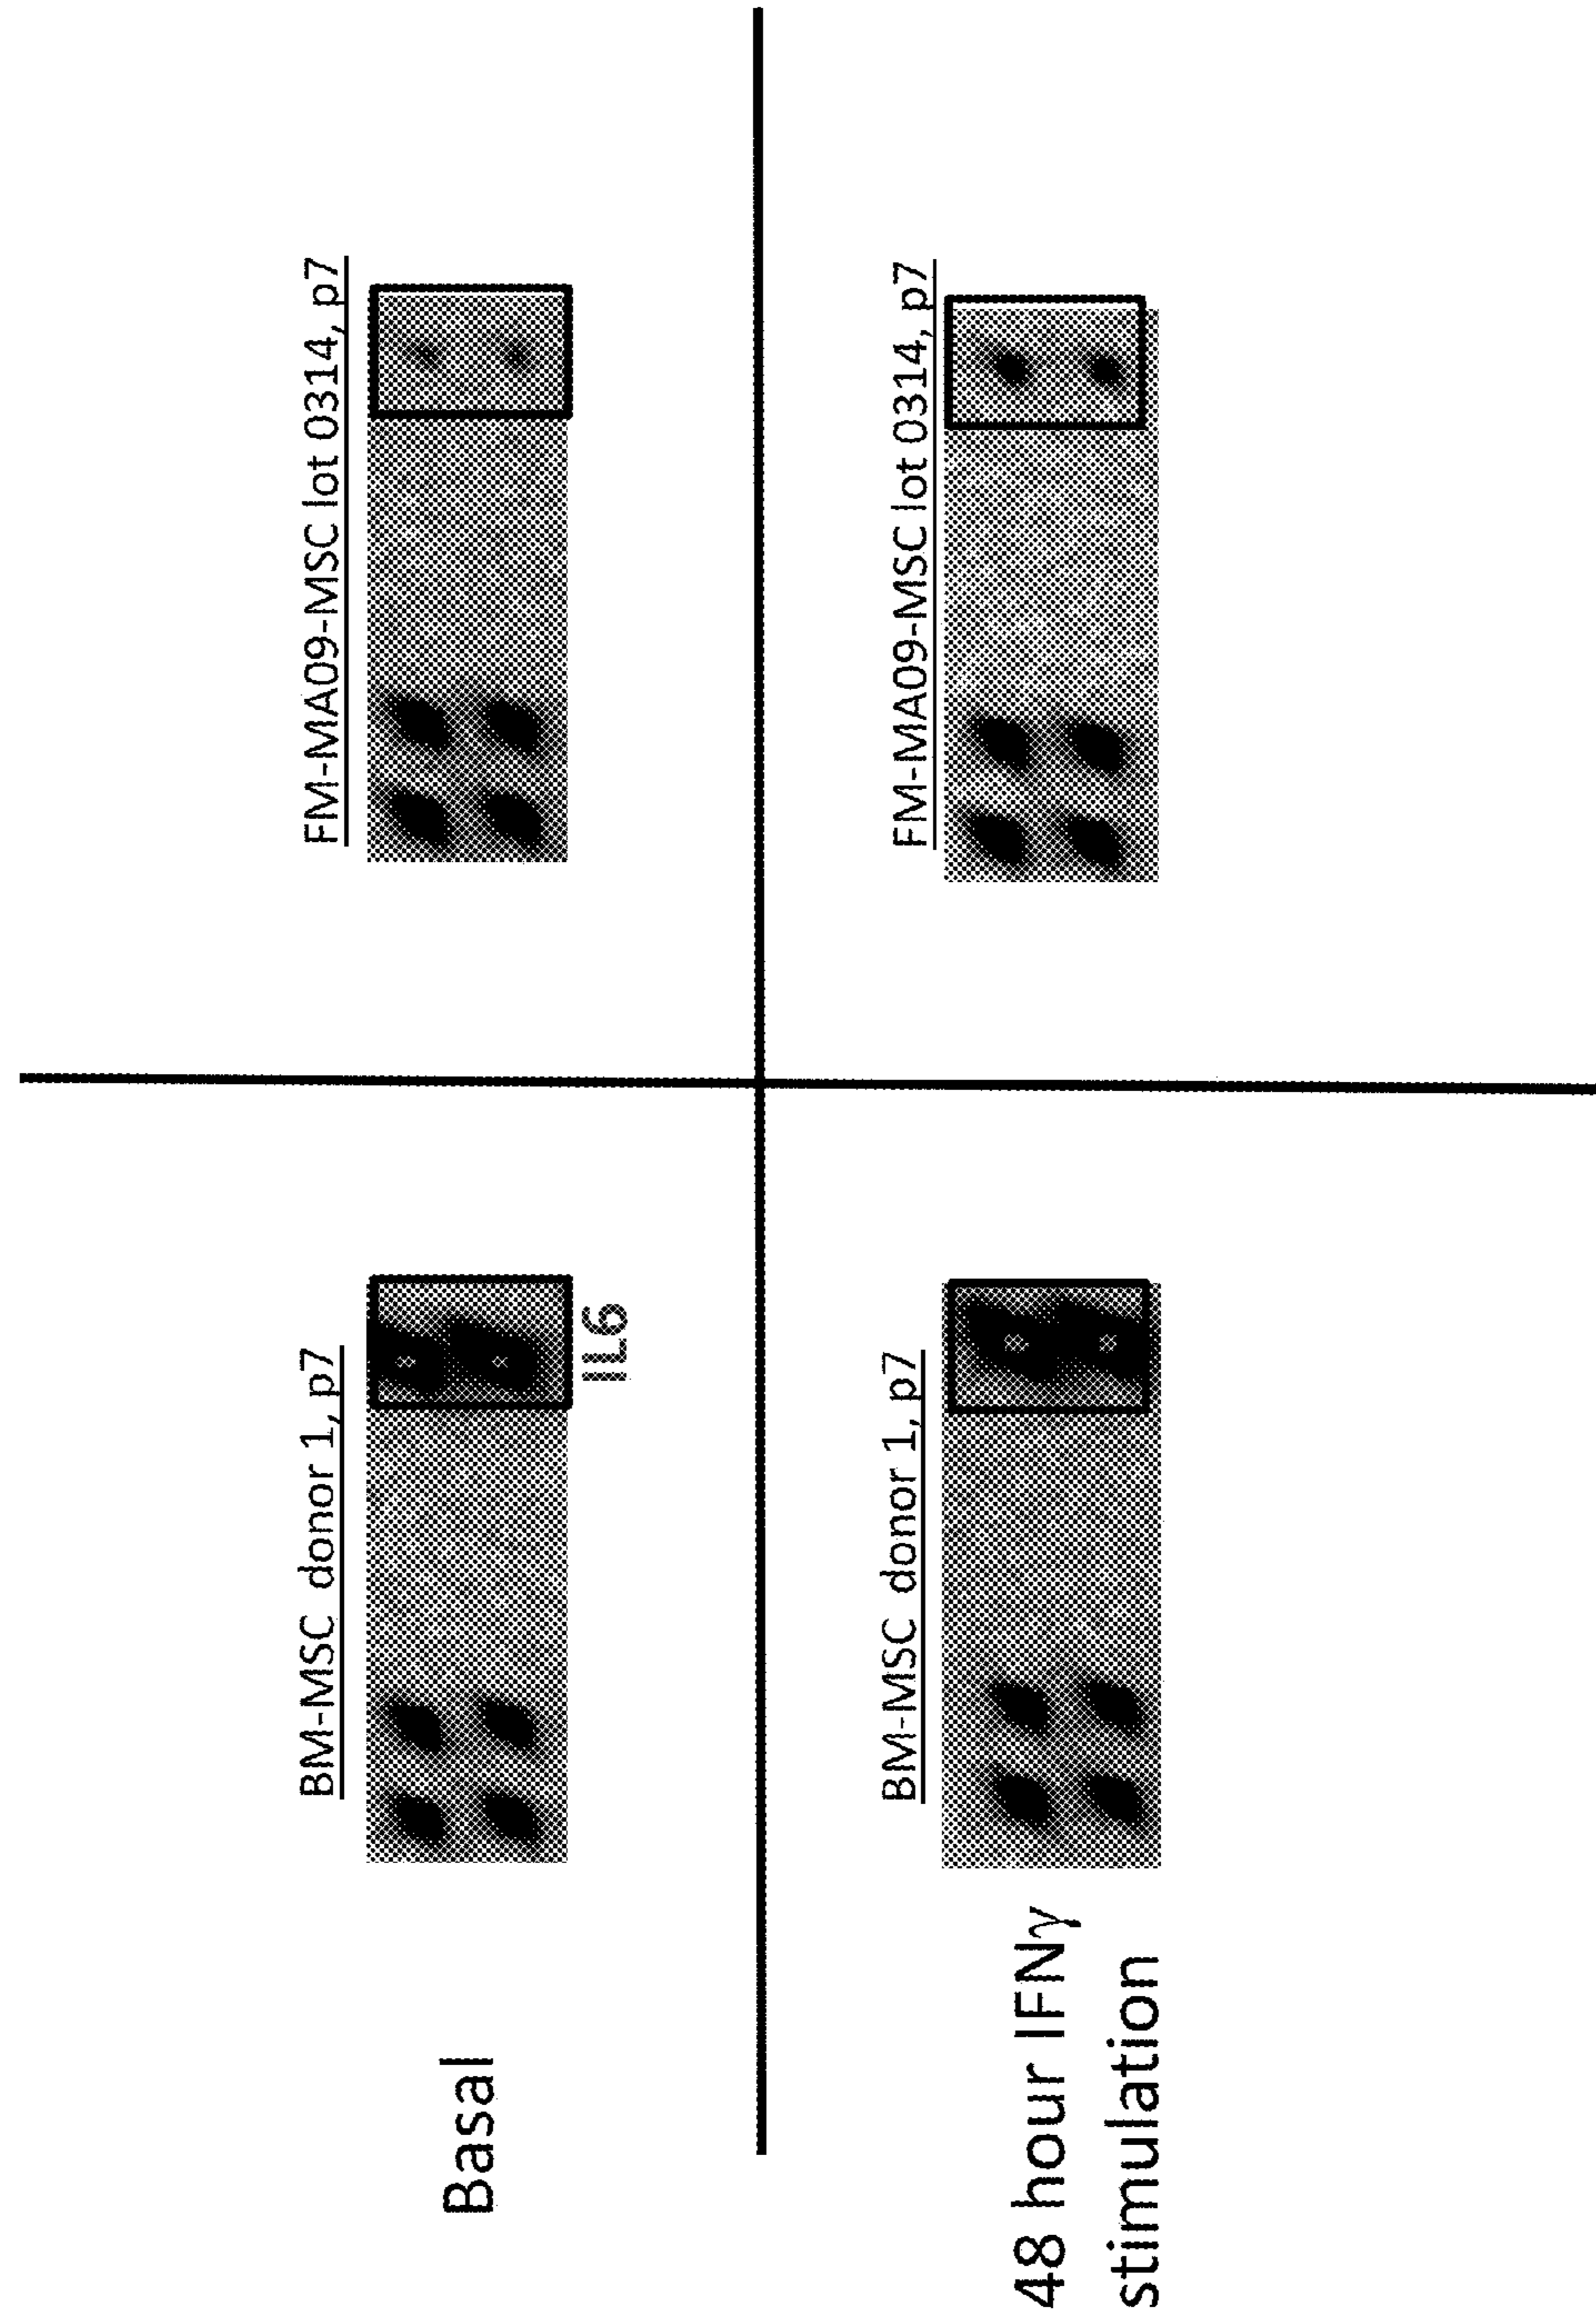 BM-MSC donor 1, p7
FM-MA09-MSC lot 0314, p7
Basal
IL6
BM-MSC donor 1, p7
FM-MA09-MSC lot 0314, p7
48 hour IFNγ
stimulation